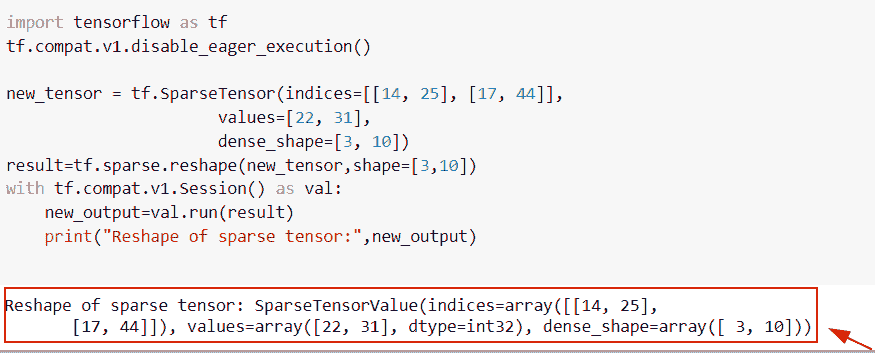 import tensorflow as tf
tf.compat.v1.disable_eager_execution()
new_tensor = tf.SparseTensor(indices=[[14, 25], [17, 44]],
values=[22, 31],
dense_shape=[3, 10])
result=tf.sparse.reshape(new_tensor,shape=[3,10])
with tf.compat.v1.Session() as val:
new_output=val.run(result)
print("Reshape of sparse tensor:",new_output)
Reshape of sparse tensor: SparseTensorValue(indices=array([[14, 25],
[17, 44]]), values=array([22, 31], dtype=int32), dense_shape=array([ 3, 10]))